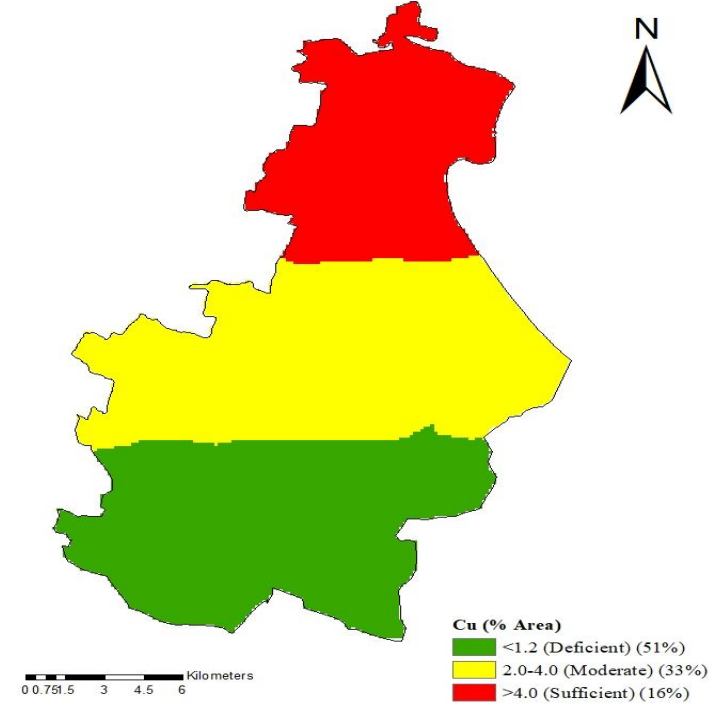 N
Cu (% Area)
<1.2 (Deficient) (51%)
2.0-4.0 (Moderate) (33%)
>4.0 (Sufficient) (16%)
Kilometers
0 0.751.5 3 4.5 6